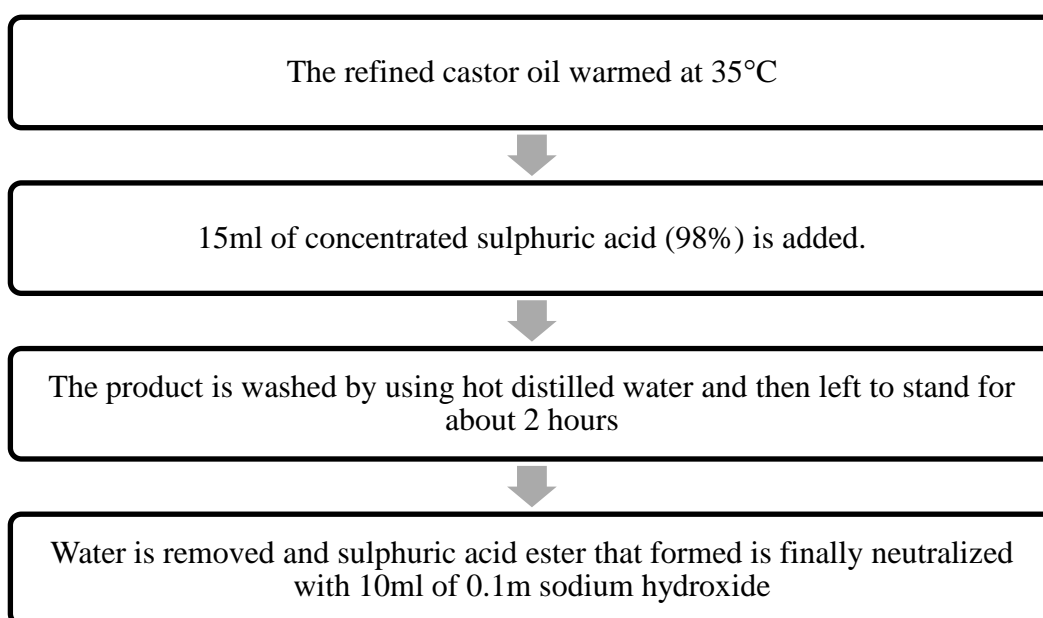 The refined castor oil warmed at 35°C
15ml of concentrated sulphuric acid (98%) is added.
The product is washed by using hot distilled water and then left to stand for
about 2 hours
Water is removed and sulphuric acid ester that formed is finally neutralized
with 10ml of 0.1m sodium hydroxide